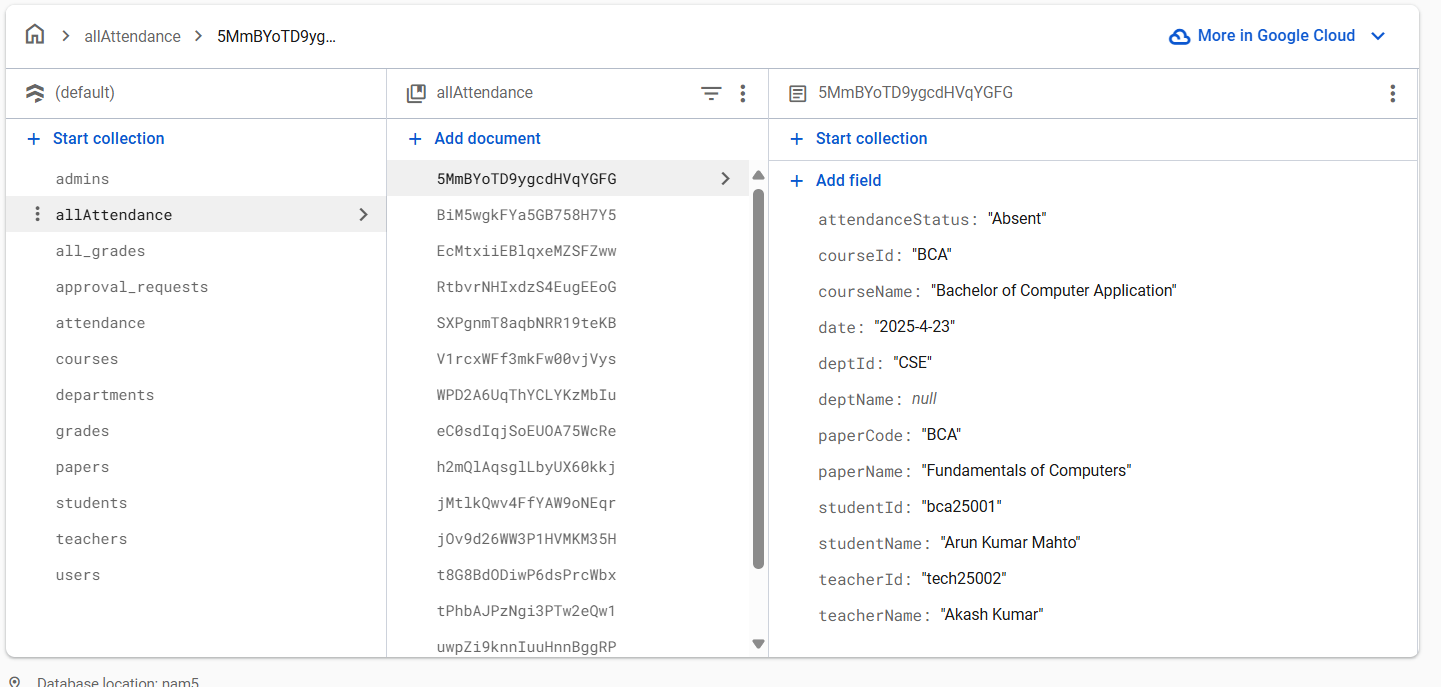 allAttendance
5MmBYoTD9yg...
More in Google Cloud
(default)
Start collection
admins
allAttendance
all_grades
approval_requests
attendance
courses
departments
grades
papers
students
teachers
users
allAttendance
Add document
5MmBYoTD9ygcdHVqYGFG
BiM5wgkFYa5GB758H7Y5
EcMtxiiEBlqxeMZSFZww
RtbvrNHIxdzS4EugEEoG
SXPgnmT8aqbNRR19teKB
V1rcxWFf3mkFw00vjVys
WPD2A6UqThYCLYKzMbIu
eC0sdIqjSoEUOA75WcRe
h2mQlAqsglLbyUX60kkj
jMtlkQwv4FfYAW9oNEqr
jOv9d26WW3P1HVMKM35H
t8G8BdODiwP6dsPrcWbx
tPhbAJPzNgi3PTw2eQw1
uwpZi9knnIuuHnnBggRP
5MmBYoTD9ygcdHVqYGFG
Start collection
Add field
attendanceStatus: "Absent"
courseId: "BCA"
courseName: "Bachelor of Computer Application"
date: "2025-4-23"
deptId: "CSE"
deptName: null
paperCode: "BCA"
paperName: "Fundamentals of Computers"
studentId: "bca25001"
studentName: "Arun Kumar Mahto"
teacherId: "tech25002"
teacherName: "Akash Kumar"
Database location: nam5